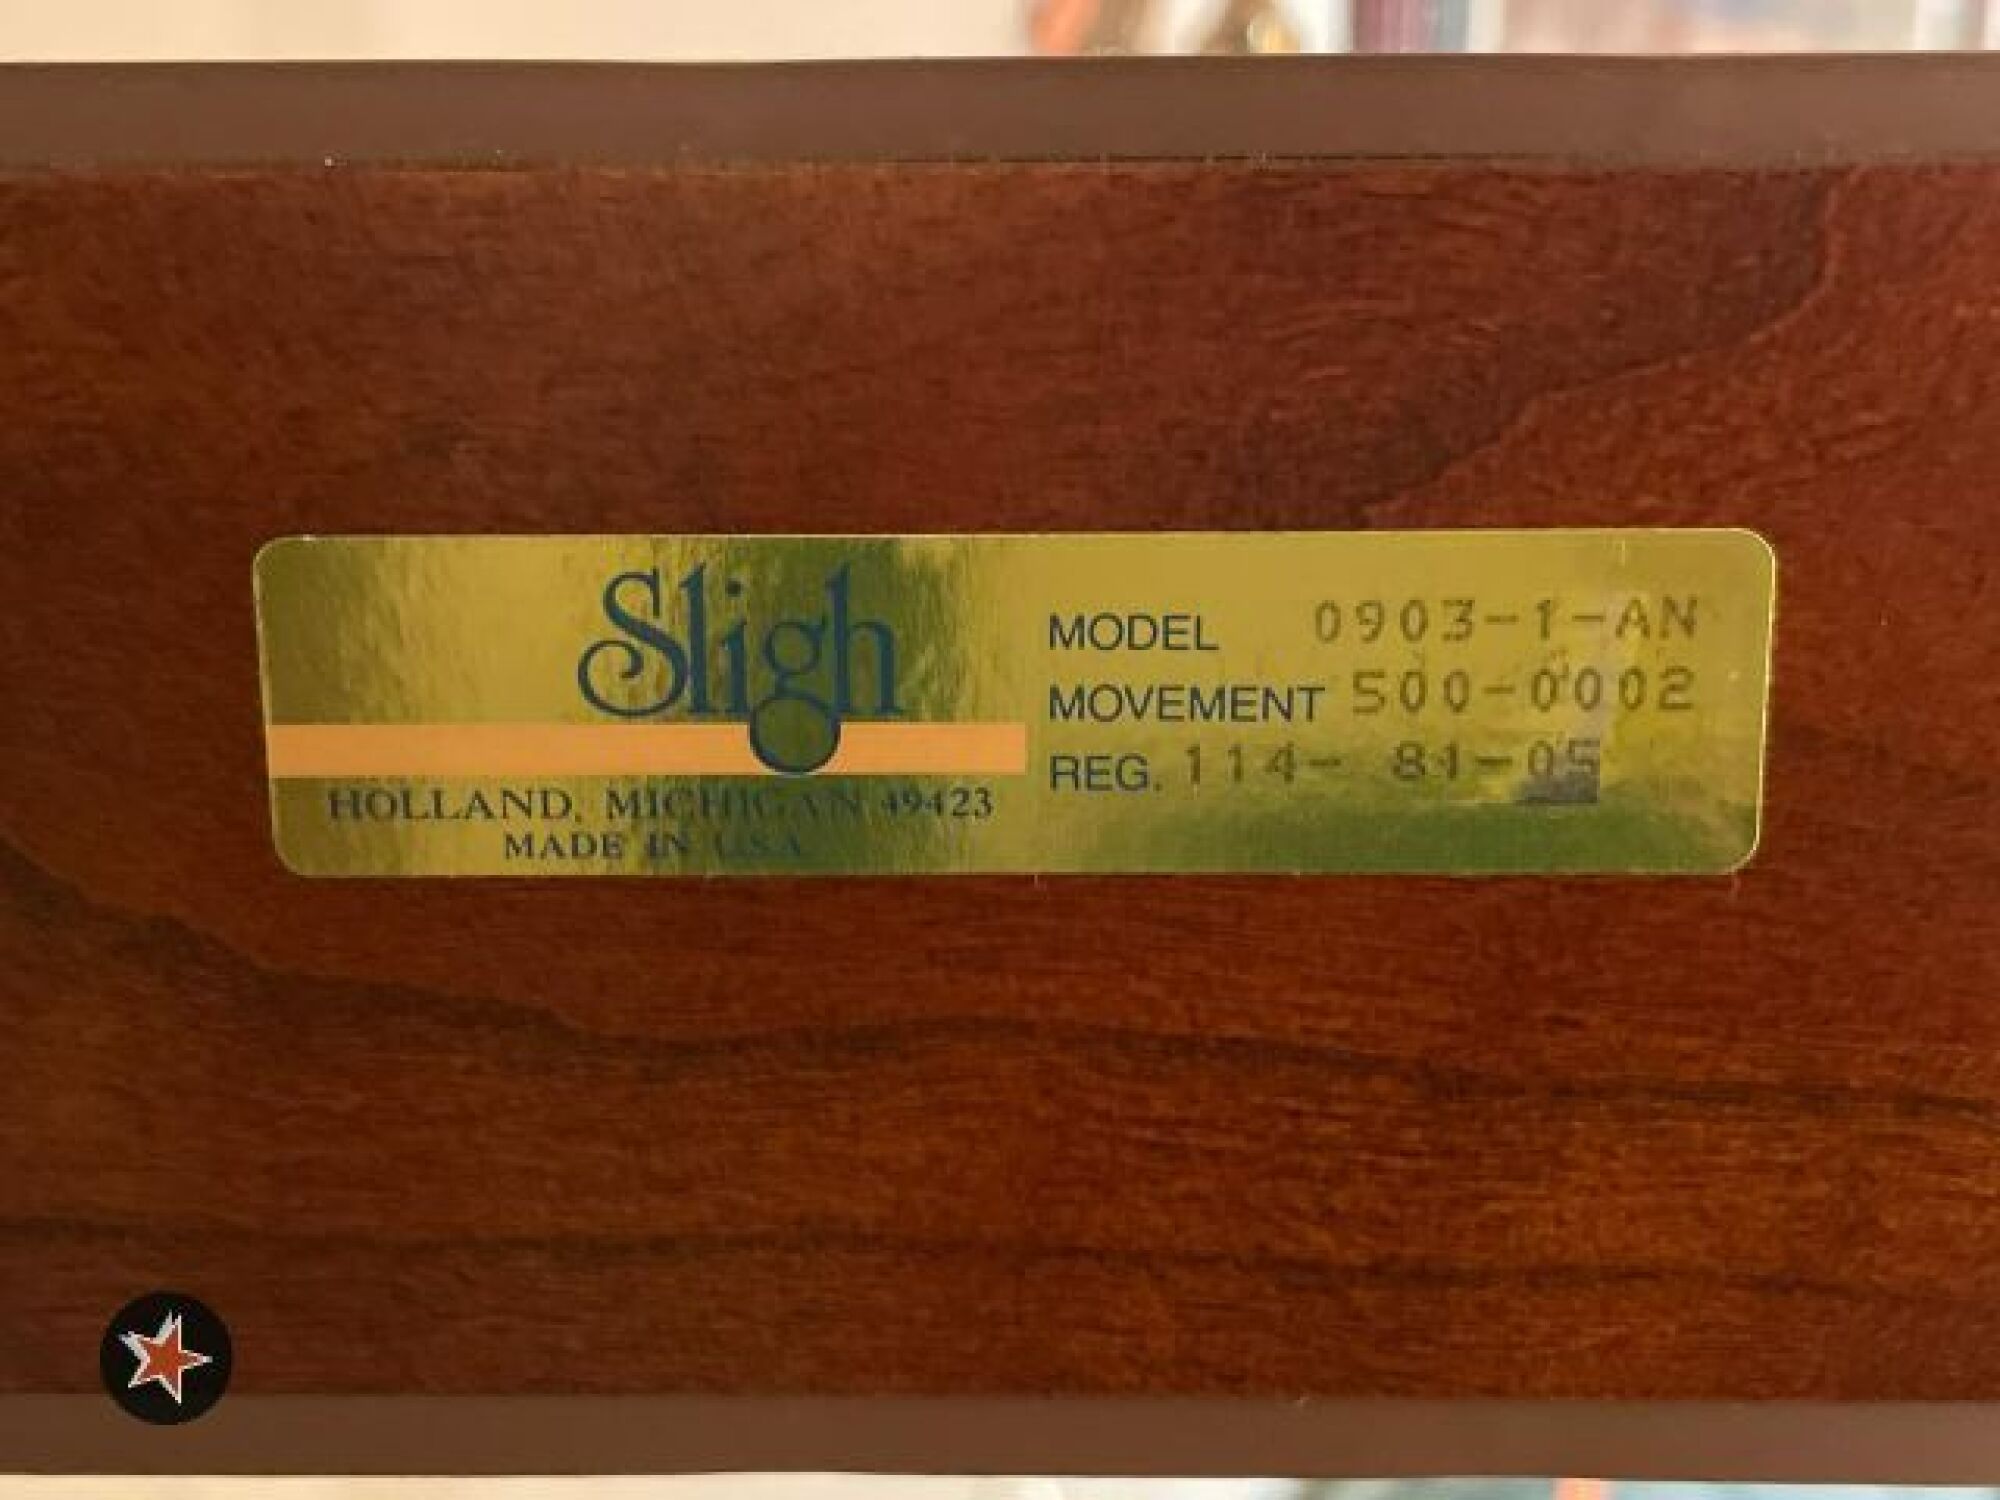 Sligh
HOLLAND, MICHIGAN 49423
MADE IN USA
MODEL 0903-1-AN
MOVEMENT 500-0002
REG. 114- 81-05